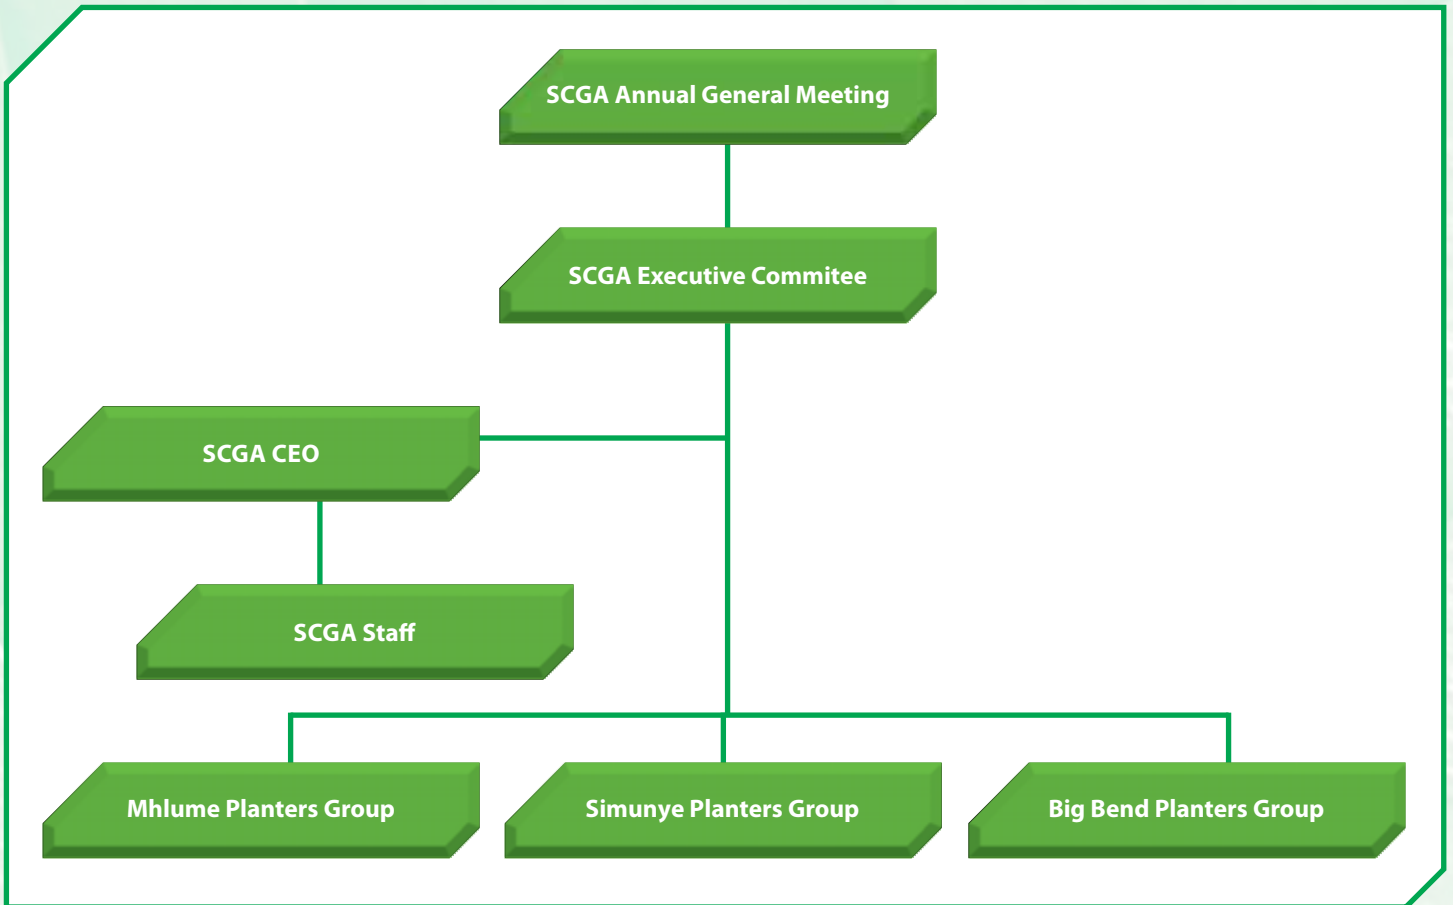 SCGA Annual General Meeting
SCGA Executive Commitee
SCGA CEO
SCGA Staff
Mhlume Planters Group
Simunye Planters Group
Big Bend Planters Group